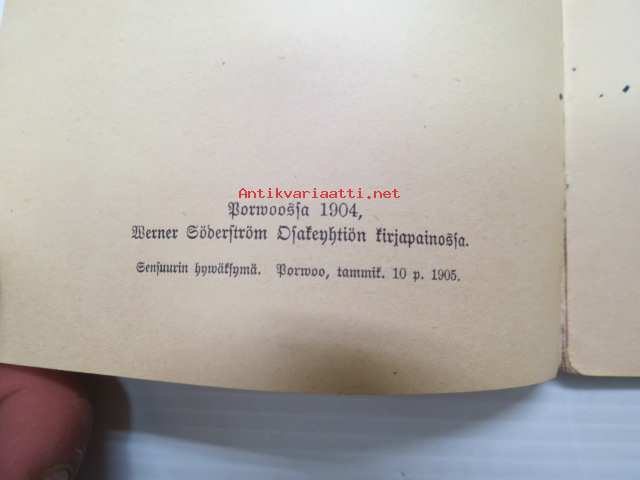 Antikvariaatti.net
Porwoossa 1904,
Werner Söderström Osakeyhtiön kirjapainossa.
Sensuurin hywäksymä. Porwoo, tammik. 10 p. 1905.